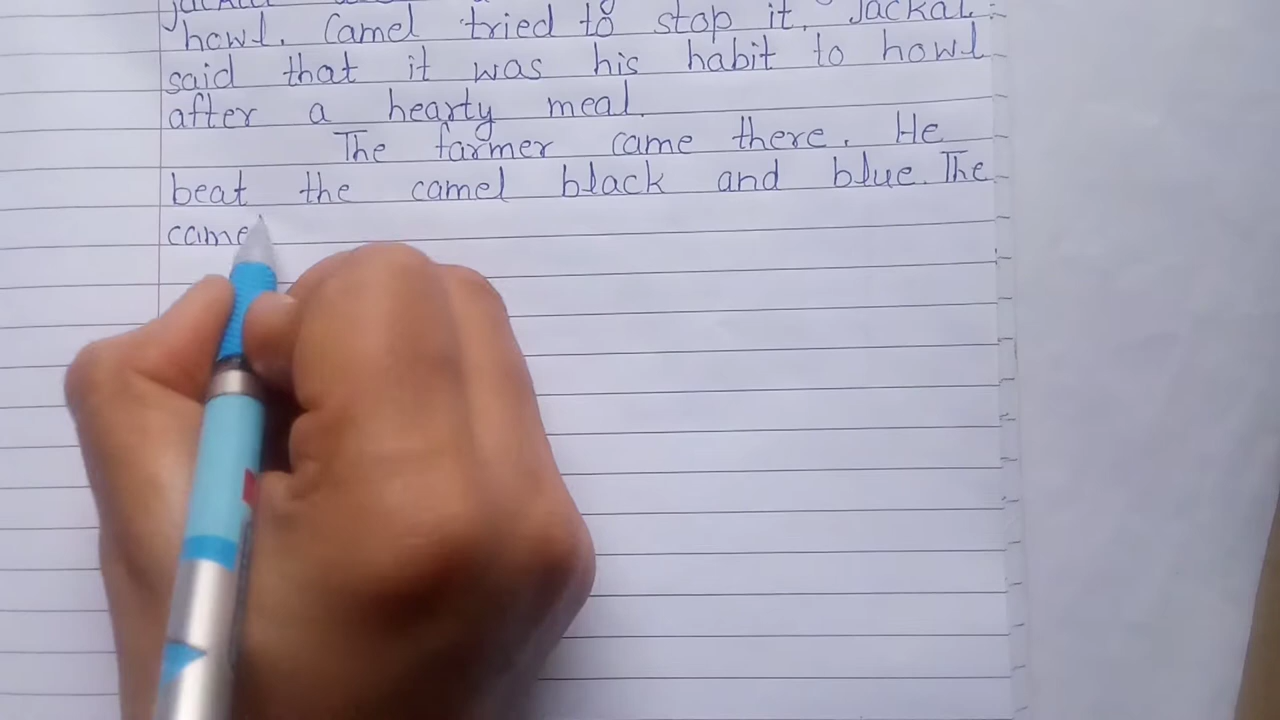 howl. Camel tried to stop it. Jackal
said that it was his habit to howl
after a hearty meal.
The farmer came there. He
beat the camel black and blue. The
came